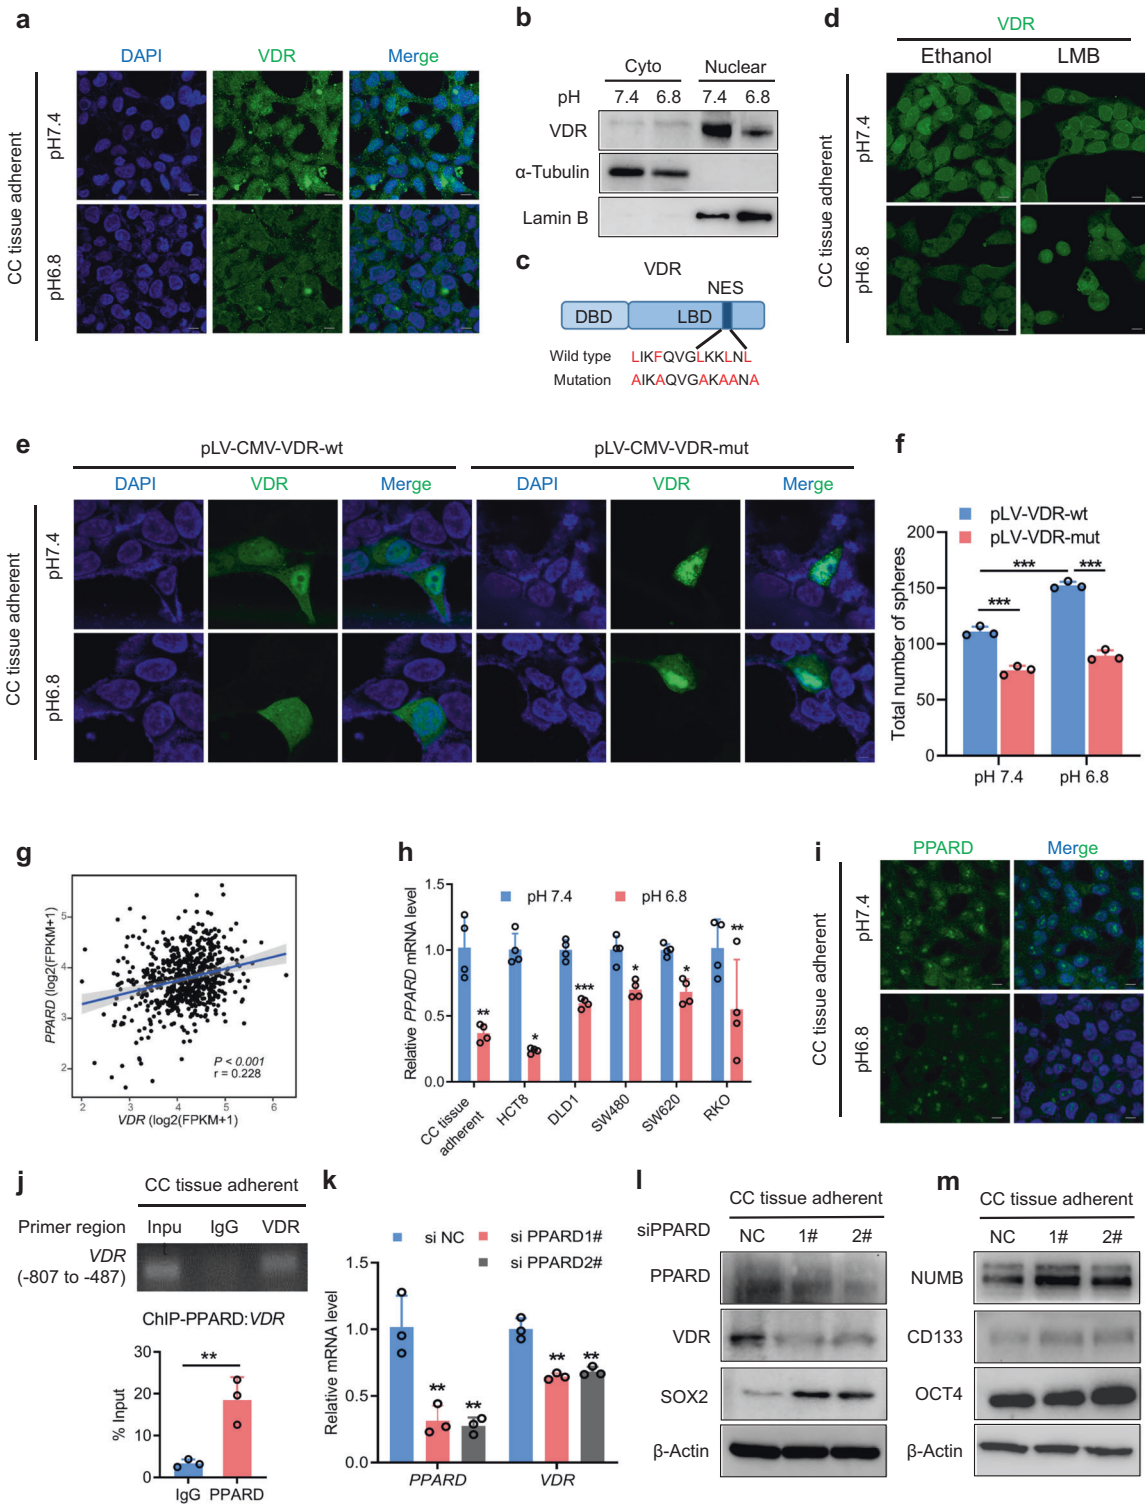 a
DAPI VDR Merge
CC tissue adherent
pH7.4
pH6.8
b
Cyto Nuclear
pH 7.4 6.8 7.4 6.8
VDR
α-Tubulin
Lamin B
c
VDR
NES
DBD LBD
Wild type LIKFQVGLKKLNL
Mutation AIKAQVGAKAANA
d
VDR
Ethanol LMB
CC tissue adherent
pH7.4
pH6.8
e
pLV-CMV-VDR-wt pLV-CMV-VDR-mut
DAPI VDR Merge DAPI VDR Merge
CC tissue adherent
pH7.4
pH6.8
f
pLV-VDR-wt
pLV-VDR-mut
Total number of spheres
200
150
100
50
0
*** *** ***
pH 7.4 pH 6.8
g
PPARD (log2(FPKM+1)
5
4
3
2
P < 0.001
r = 0.228
2 3 4 5 6
VDR (log2(FPKM+1)
h
pH 7.4 pH 6.8
Relative PPARD mRNA level
1.5
1.0
0.5
0.0
** * *** * * **
CC tissue adherent
HCT8
DLD1
SW480
SW620
RKO
i
PPARD Merge
CC tissue adherent
pH7.4
pH6.8
j
CC tissue adherent
Primer region Inpu IgG VDR
VDR
(-807 to -487)
ChIP-PPARD:VDR
% Input
30
20
10
0
**
IgG PPARD
k
si NC si PPARD1#
si PPARD2#
Relative mRNA level
1.5
1.0
0.5
0.0
** ** ** **
PPARD VDR
l
CC tissue adherent
siPPARD NC 1# 2#
PPARD
VDR
SOX2
β-Actin
m
CC tissue adherent
NC 1# 2#
NUMB
CD133
OCT4
β-Actin